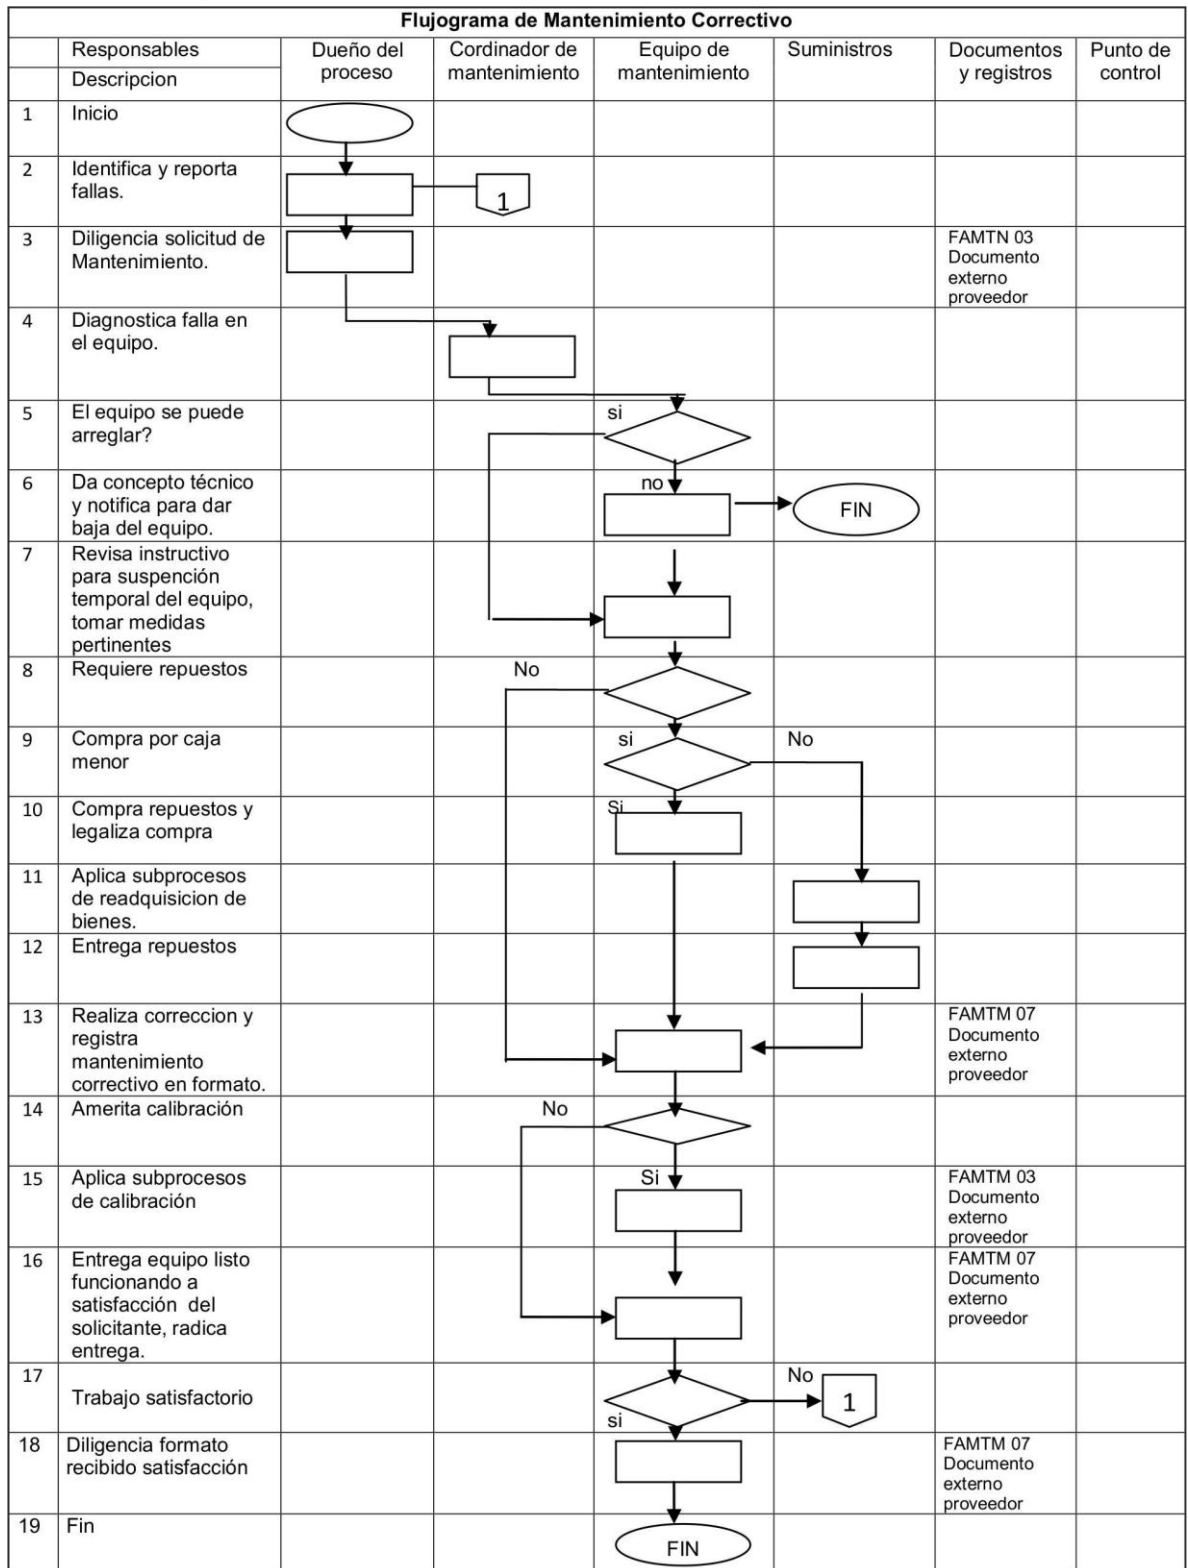 Flujograma de Mantenimiento Correctivo
Responsables
Descripcion
Dueño del
proceso
Cordinador de
mantenimiento
Equipo de
mantenimiento
Suministros
Documentos
y registros
Punto de
control
1
Inicio
2
Identifica y reporta
fallas.
1
3
Diligencia solicitud de
Mantenimiento.
FAMTN 03
Documento
externo
proveedor
4
Diagnostica falla en
el equipo.
5
El equipo se puede
arreglar?
si
6
Da concepto técnico
y notifica para dar
baja del equipo.
no
FIN
7
Revisa instructivo
para suspención
temporal del equipo,
tomar medidas
pertinentes
8
Requiere repuestos
No
9
Compra por caja
menor
si
No
10
Compra repuestos y
legaliza compra
Si
11
Aplica subprocesos
de readquisicion de
bienes.
12
Entrega repuestos
13
Realiza correccion y
registra
mantenimiento
correctivo en formato.
FAMTM 07
Documento
externo
proveedor
14
Amerita calibración
No
15
Aplica subprocesos
de calibración
Si
FAMTM 03
Documento
externo
proveedor
16
Entrega equipo listo
funcionando a
satisfacción del
solicitante, radica
entrega.
FAMTM 07
Documento
externo
proveedor
17
Trabajo satisfactorio
si
No
1
18
Diligencia formato
recibido satisfacción
FAMTM 07
Documento
externo
proveedor
19
Fin
FIN